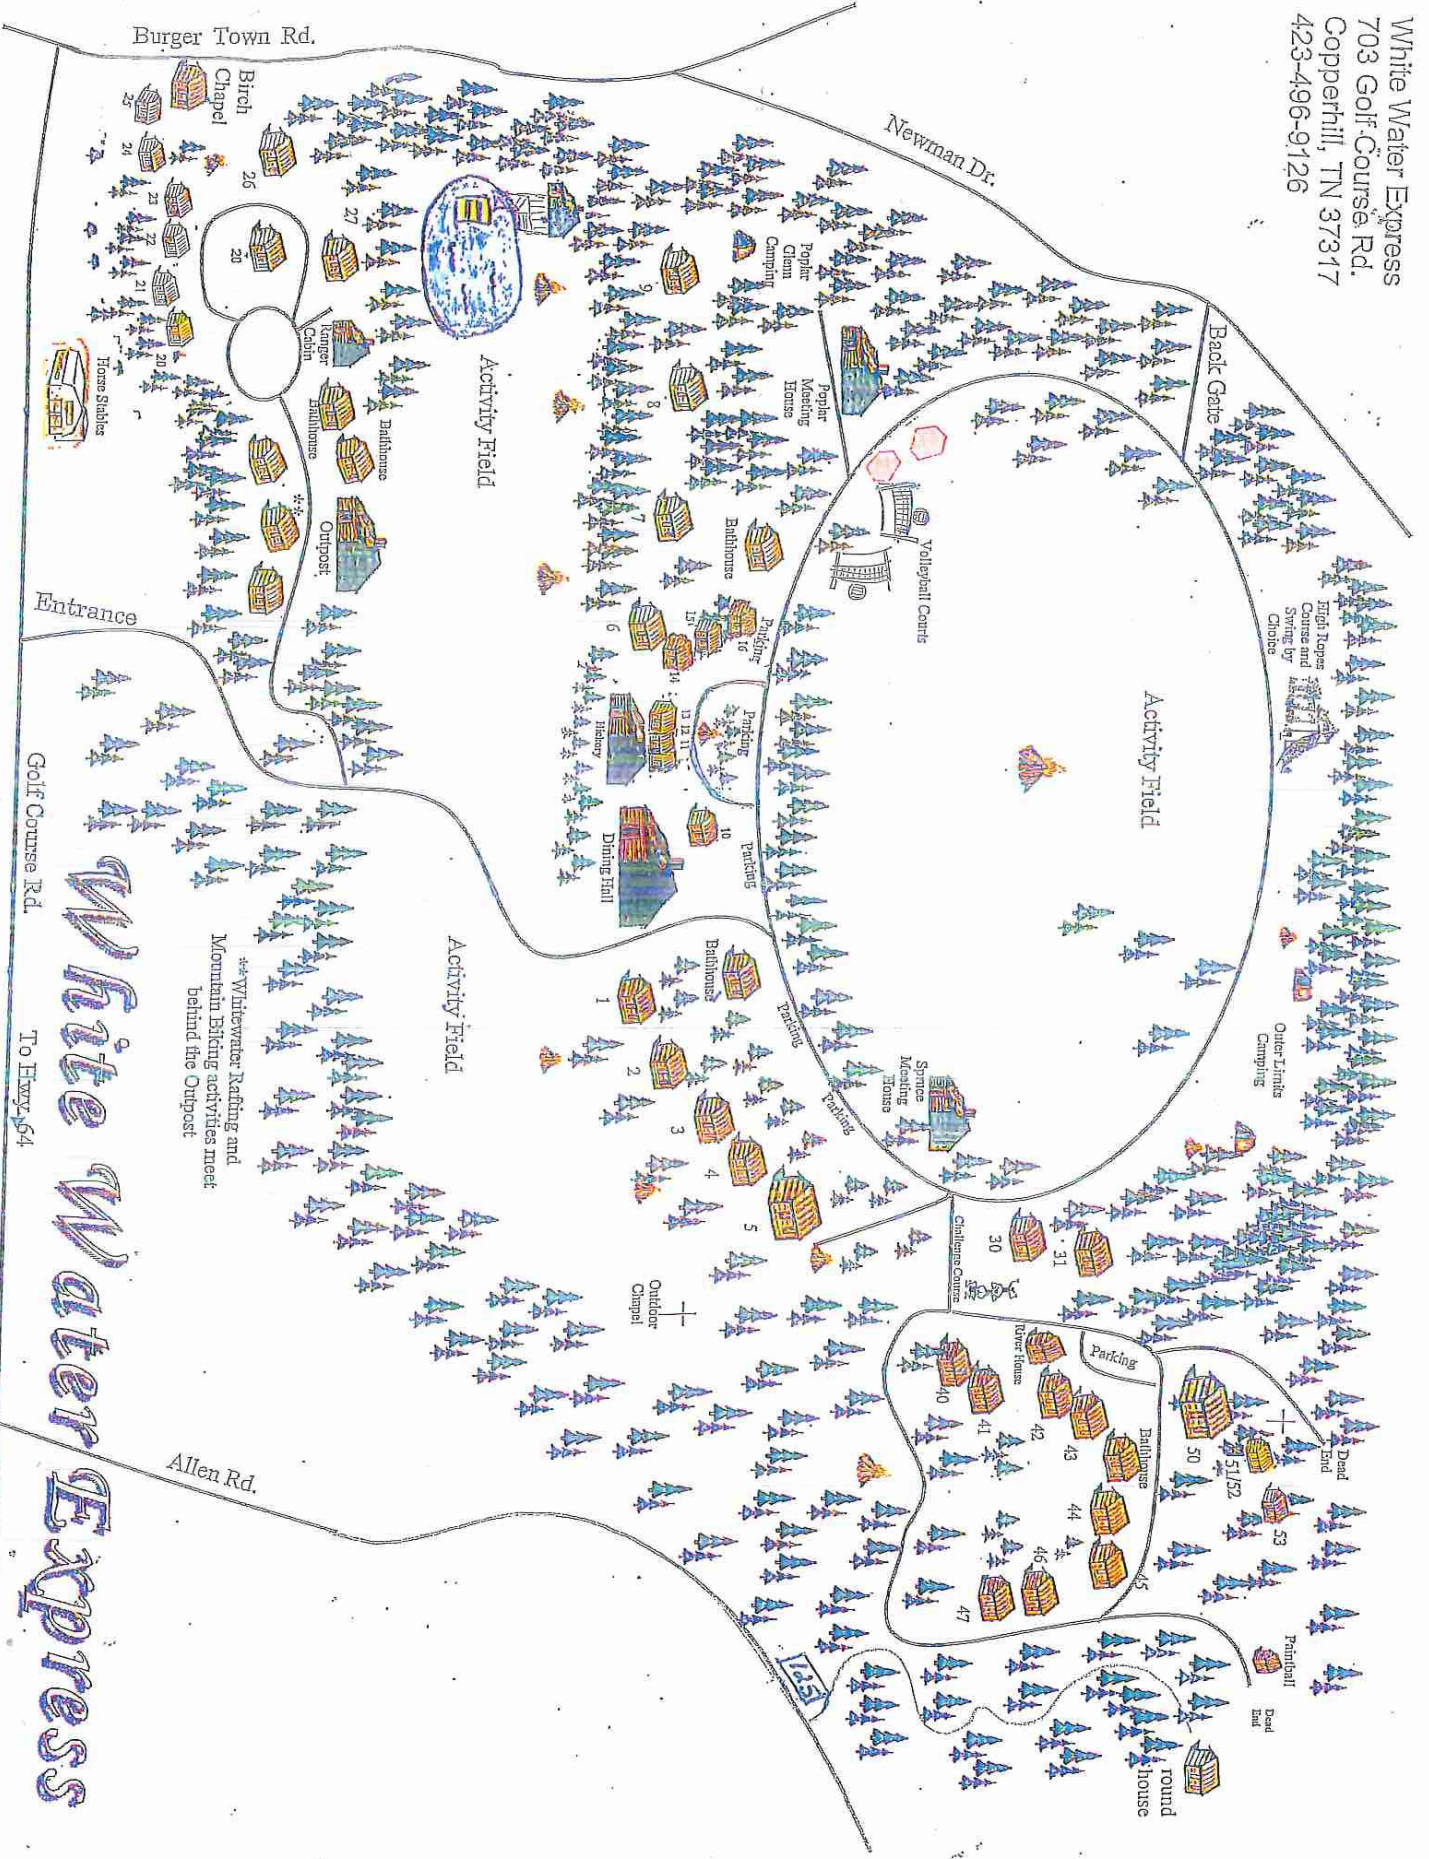 White Water Express
703 Golf Course Rd.
Copperhill, TN 37317
423-496-9126
Newman Dr.
Back Gate
High Ropes
Course and
Swing by
Choice
Outer Limits
Camping
Dead
End
51/52
50
53
Paintball
Dead
End
round
house
Activity Field
Volleyball Courts
Poplar
Meeting
House
Poplar
Glenn
Camping
Spruce
Meeting
House
Parking
Parking
Parking
Parking
Parking
Challenge Course
30
31
River House
Parking
40
41
42
43
Bathhouse
44
45
46
47
Bathhouse
9
8
7
6
15
16
14
13 12 11
10
Hickory
Dining Hall
Bathhouse
1
2
3
4
5
Outdoor
Chapel
125
Burger Town Rd.
Birch
Chapel
25
24
23
22
21
20
26
27
28
Ranger
Cabin
Bathhouse
Bathhouse
Outpost
**
Horse Stables
Activity Field
Activity Field
Entrance
** Whitewater Rafting and
Mountain Biking activities meet
behind the Outpost
Golf Course Rd.
To Hwy 64
Allen Rd.
White Water Express